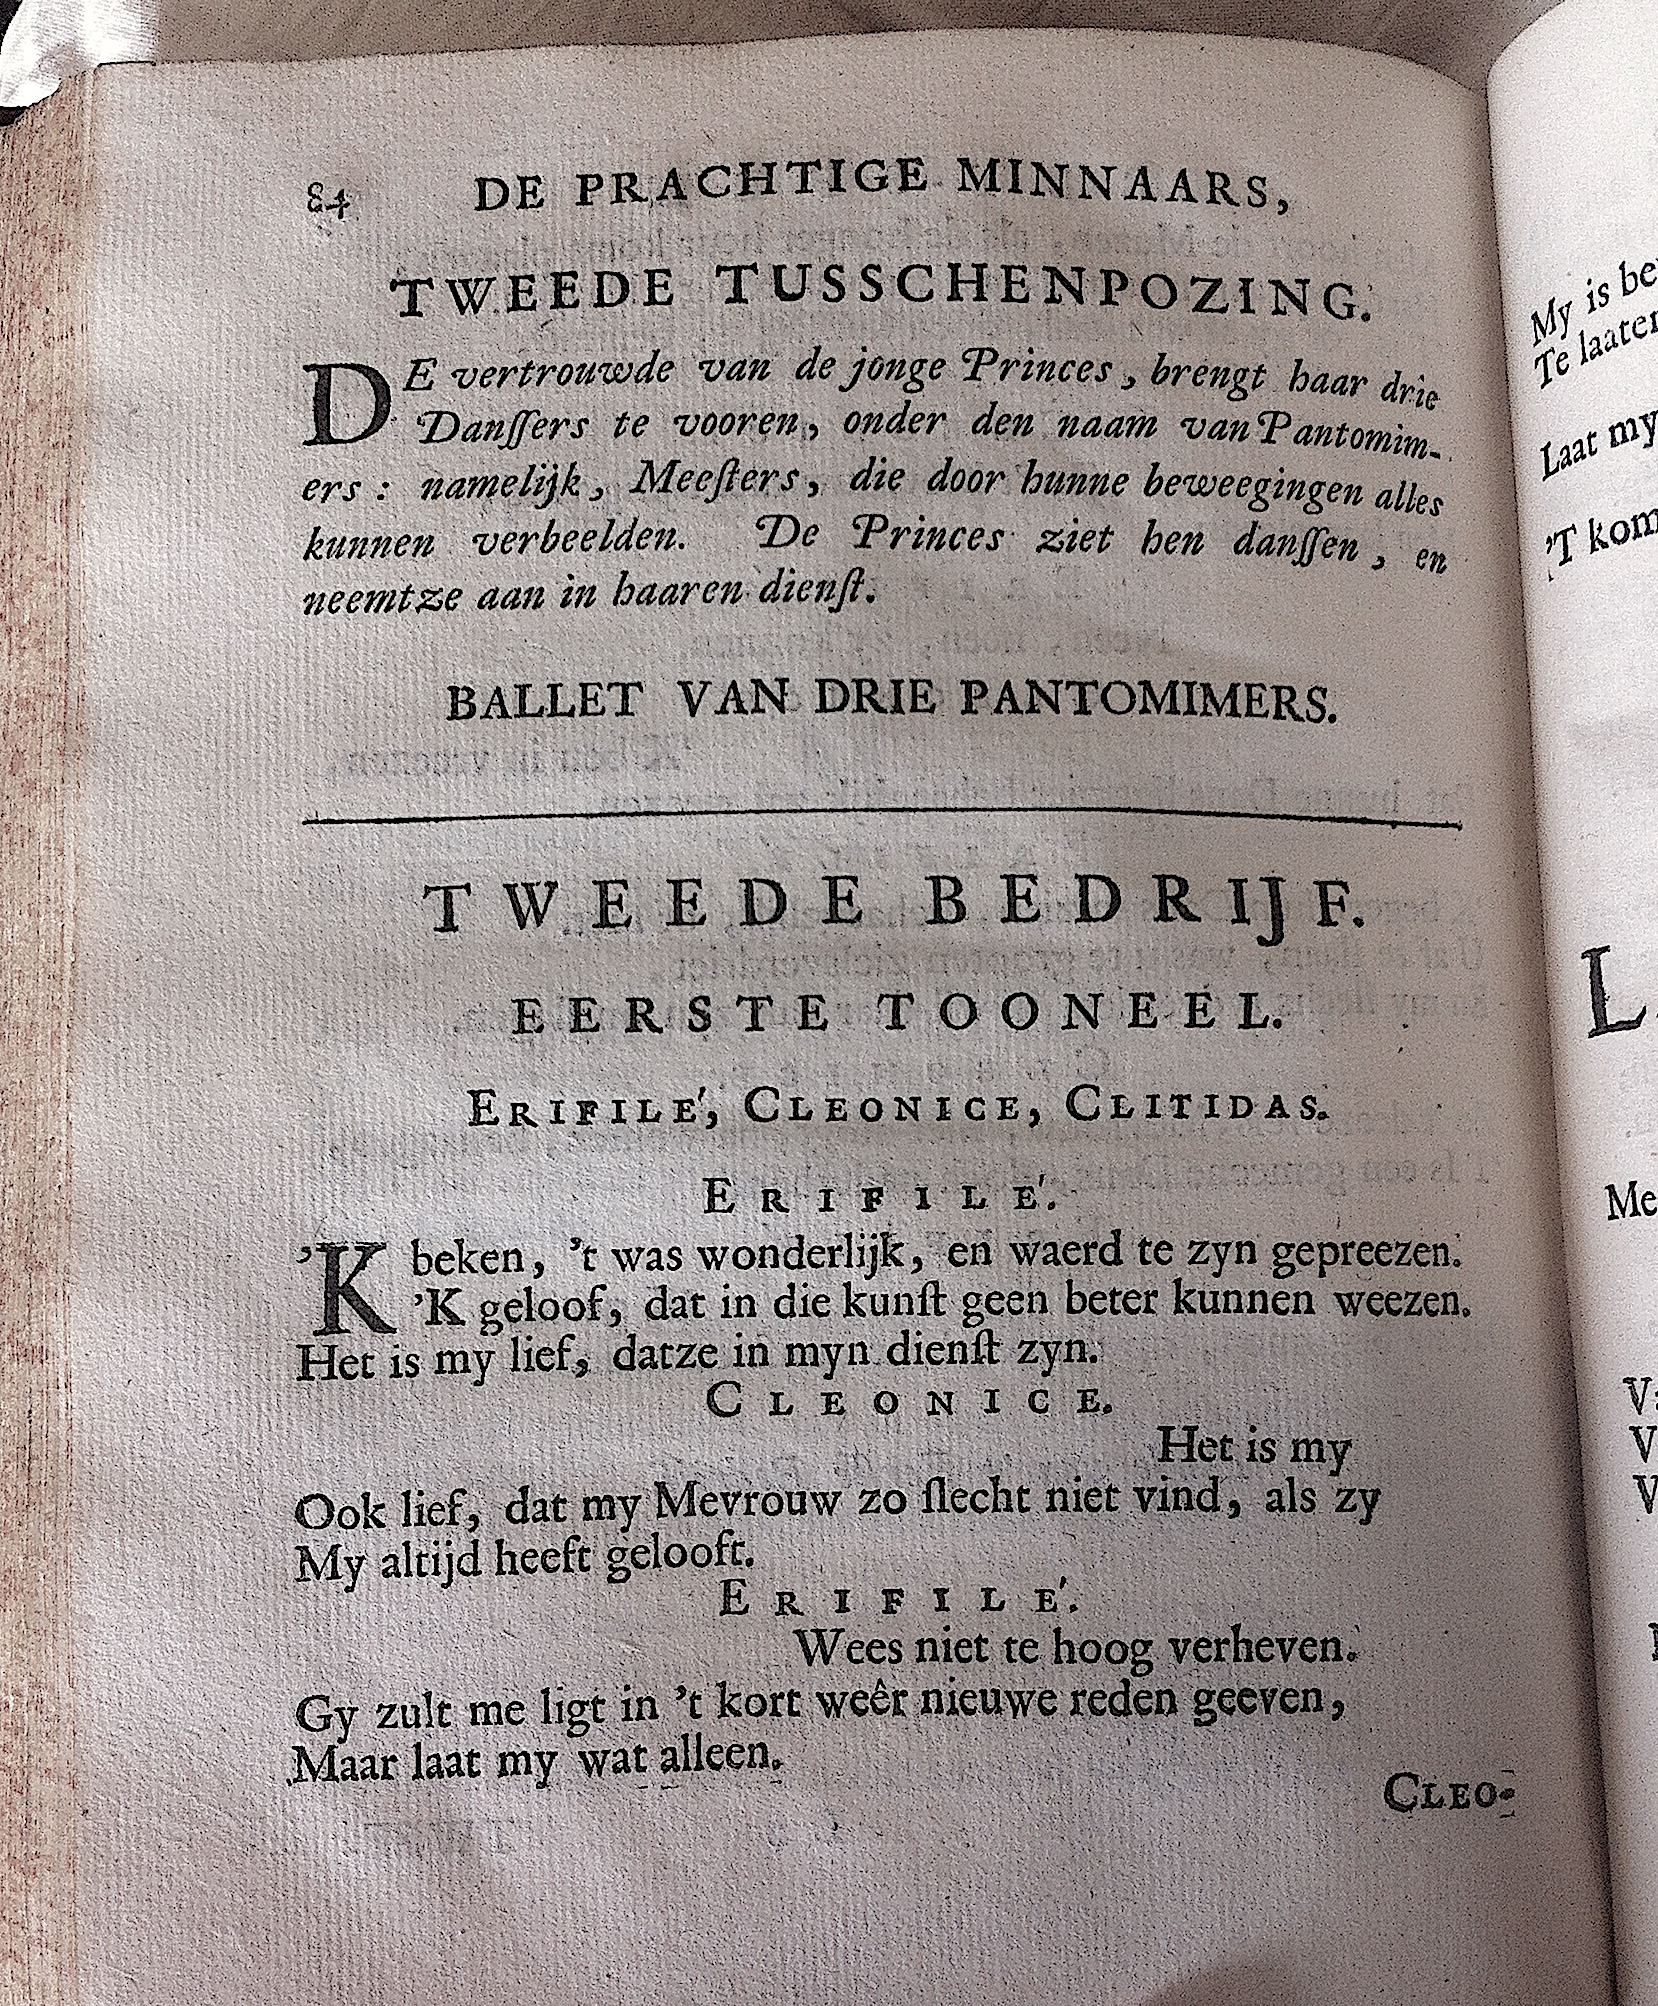 84 DE PRACHTIGE MINNAARS,
TWEEDE TUSSCHENPOZING.
DE vertrouwde van de jonge Princes, brengt haar drie
Danſſers te vooren, onder den naam van Pantomim-
ers: namelijk, Meeſters, die door hunne beweegingen alles
kunnen verbeelden. De Princes ziet hen danſſen, en
neemtze aan in haaren dienſt.
BALLET VAN DRIE PANTOMIMERS.
TWEEDE BEDRIJF.
EERSTE TOONEEL.
ERIFILE', CLEONICE, CLITIDAS.
ERIFILE'.
'K beken, 't was wonderlijk, en waerd te zyn gepreezen.
'K geloof, dat in die kunſt geen beter kunnen weezen.
Het is my lief, datze in myn dienſt zyn.
CLEONICE.
Het is my
Ook lief, dat my Mevrouw zo ſlecht niet vind, als zy
My altijd heeft gelooft.
ERIFILE'.
Wees niet te hoog verheven.
Gy zult me ligt in 't kort weêr nieuwe reden geeven,
Maar laat my wat alleen.
CLEO-
My is
Te
Laat my
'T kom